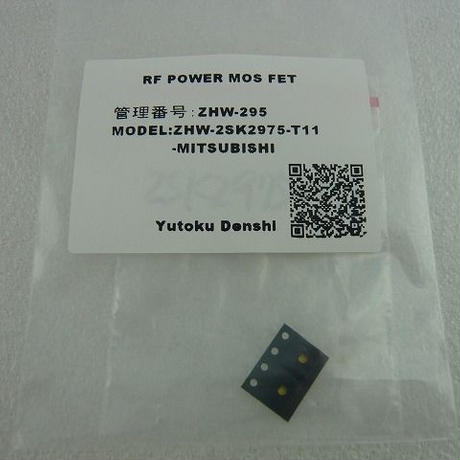 RF POWER MOS FET
管理番号:ZHW-295
MODEL:ZHW-2SK2975-T11
-MITSUBISHI
Yutoku Denshi